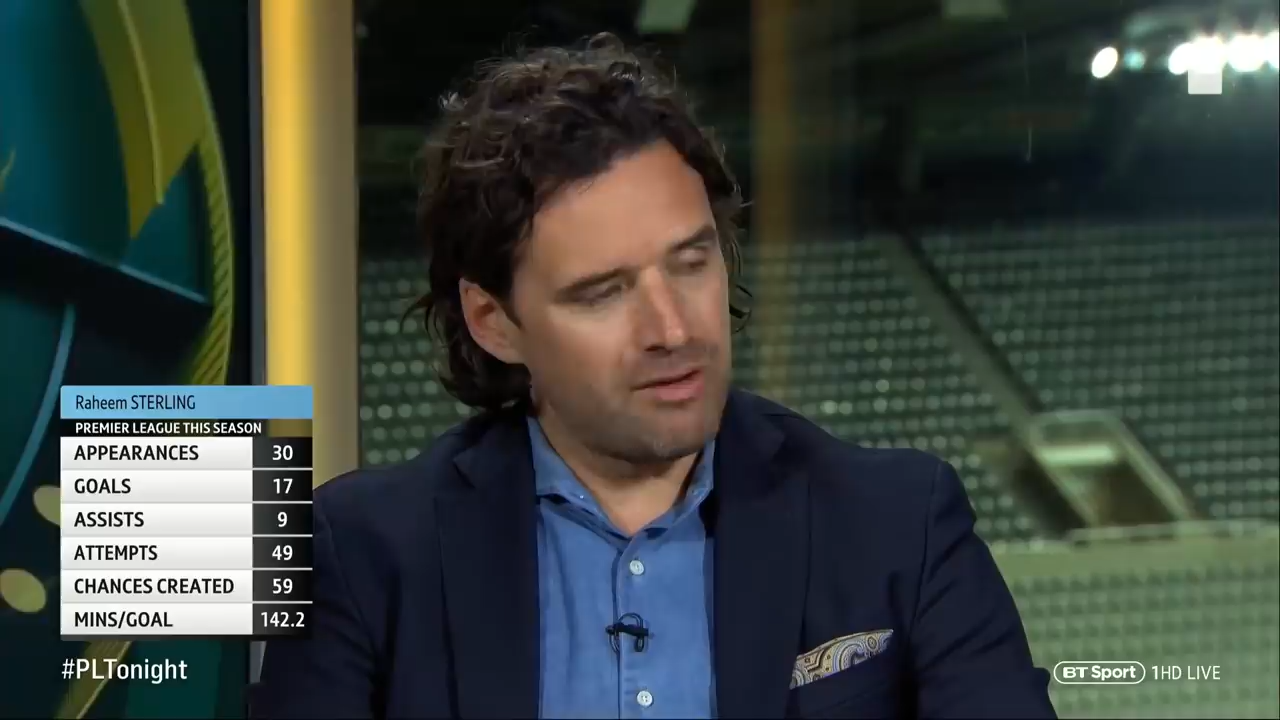 Raheem STERLING
PREMIER LEAGUE THIS SEASON
APPEARANCES 30
GOALS 17
ASSISTS 9
ATTEMPTS 49
CHANCES CREATED 59
MINS/GOAL 142.2
#PLTonight
BT Sport 1HD LIVE